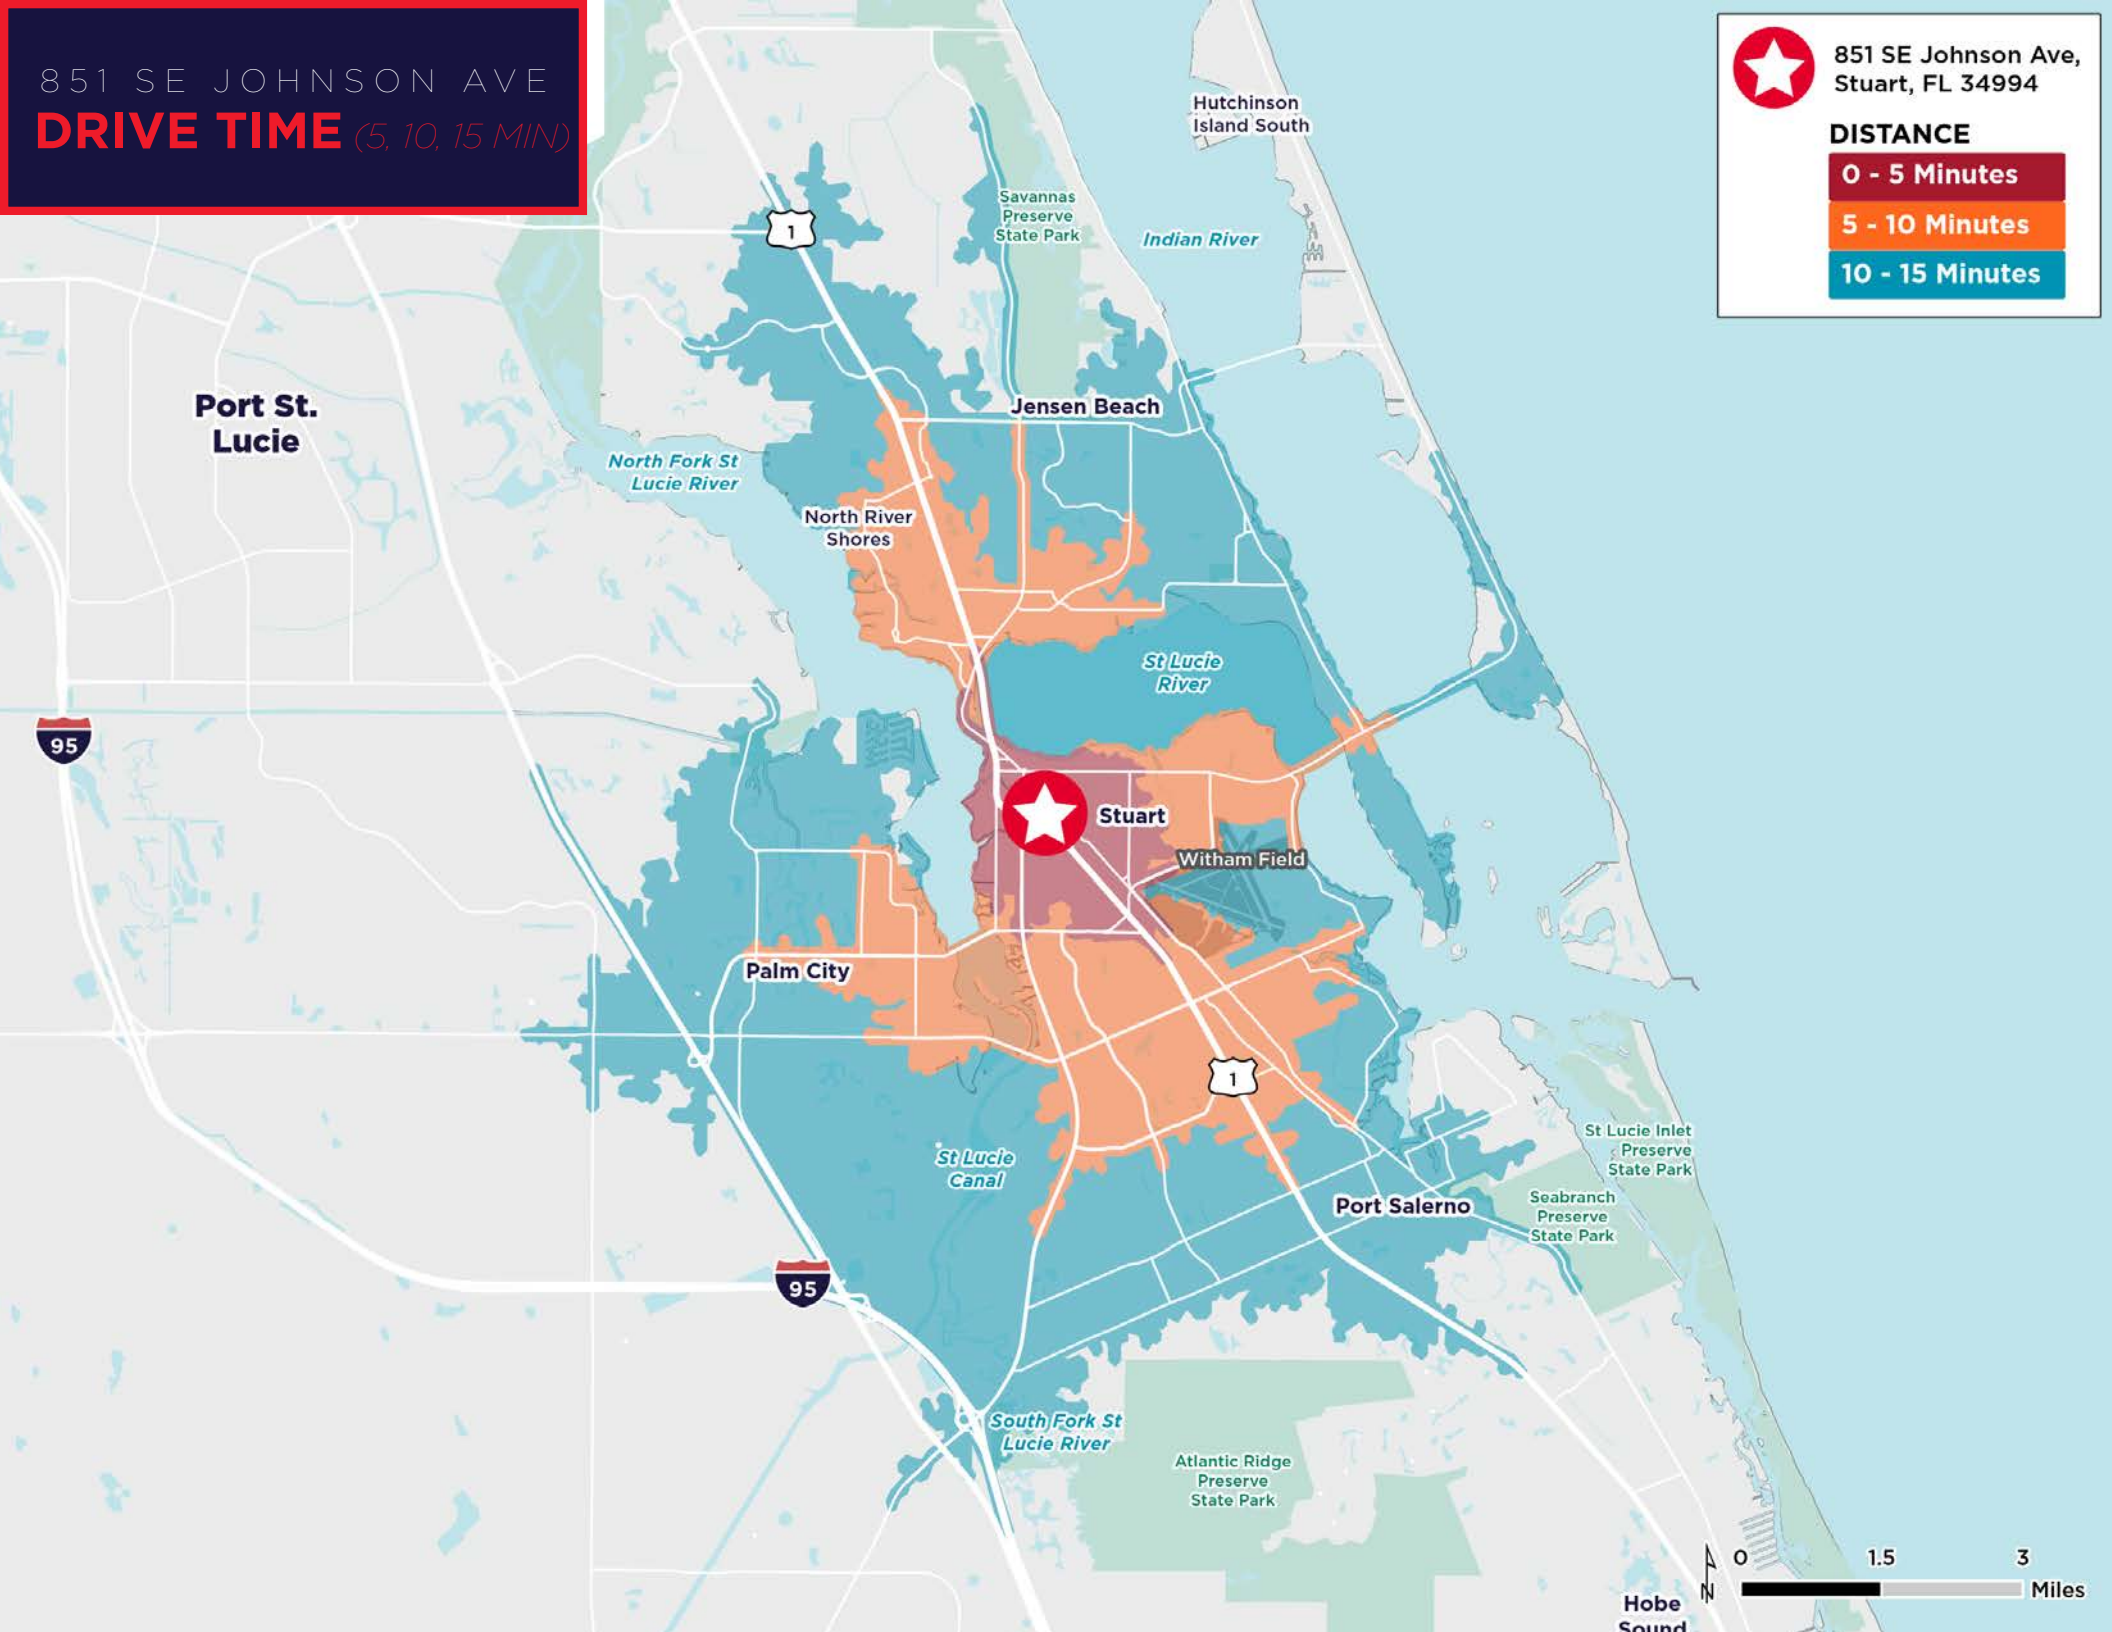 851 SE JOHNSON AVE
DRIVE TIME (5, 10, 15 MIN)
851 SE Johnson Ave,
Stuart, FL 34994
DISTANCE
0 - 5 Minutes
5 - 10 Minutes
10 - 15 Minutes
Hutchinson
Island South
Savannas
Preserve
State Park
Indian River
1
Port St.
Lucie
Jensen Beach
North Fork St
Lucie River
North River
Shores
St Lucie
River
95
Stuart
Witham Field
Palm City
1
St Lucie
Canal
St Lucie Inlet
Preserve
State Park
Port Salerno
Seabranch
Preserve
State Park
95
South Fork St
Lucie River
Atlantic Ridge
Preserve
State Park
N
0 1.5 3
Miles
Hobe
Sound